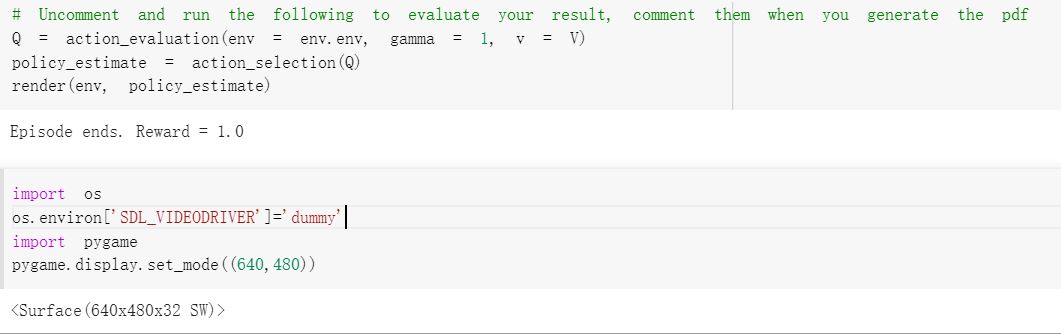 # Uncomment and run the following to evaluate your result, comment them when you generate the pdf
Q = action_evaluation(env = env.env, gamma = 1, v = V)
policy_estimate = action_selection(Q)
render(env, policy_estimate)
Episode ends. Reward = 1.0
import os
os.environ['SDL_VIDEODRIVER']='dummy'
import pygame
pygame.display.set_mode((640,480))
<Surface(640x480x32 SW)>